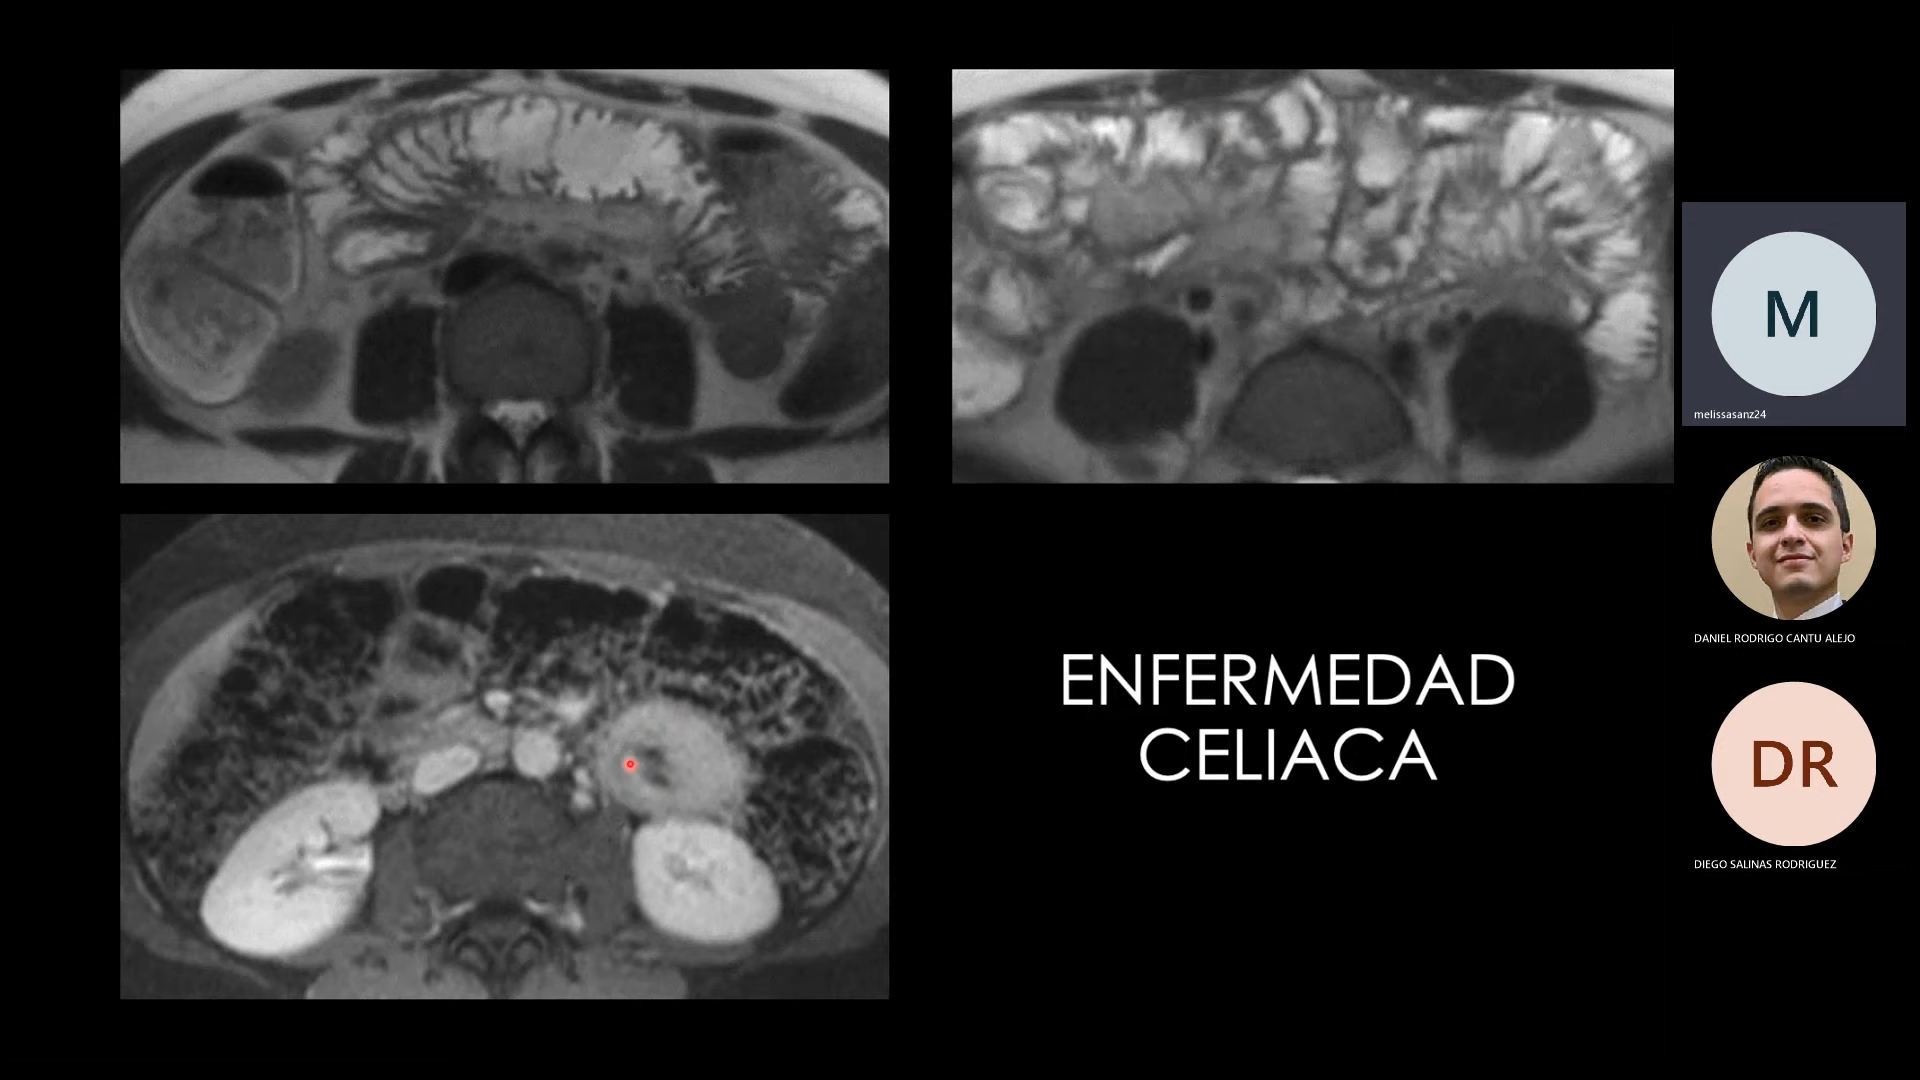 ENFERMEDAD
CELIACA
M
melissasanz24
DANIEL RODRIGO CANTU ALEJO
DR
DIEGO SALINAS RODRIGUEZ